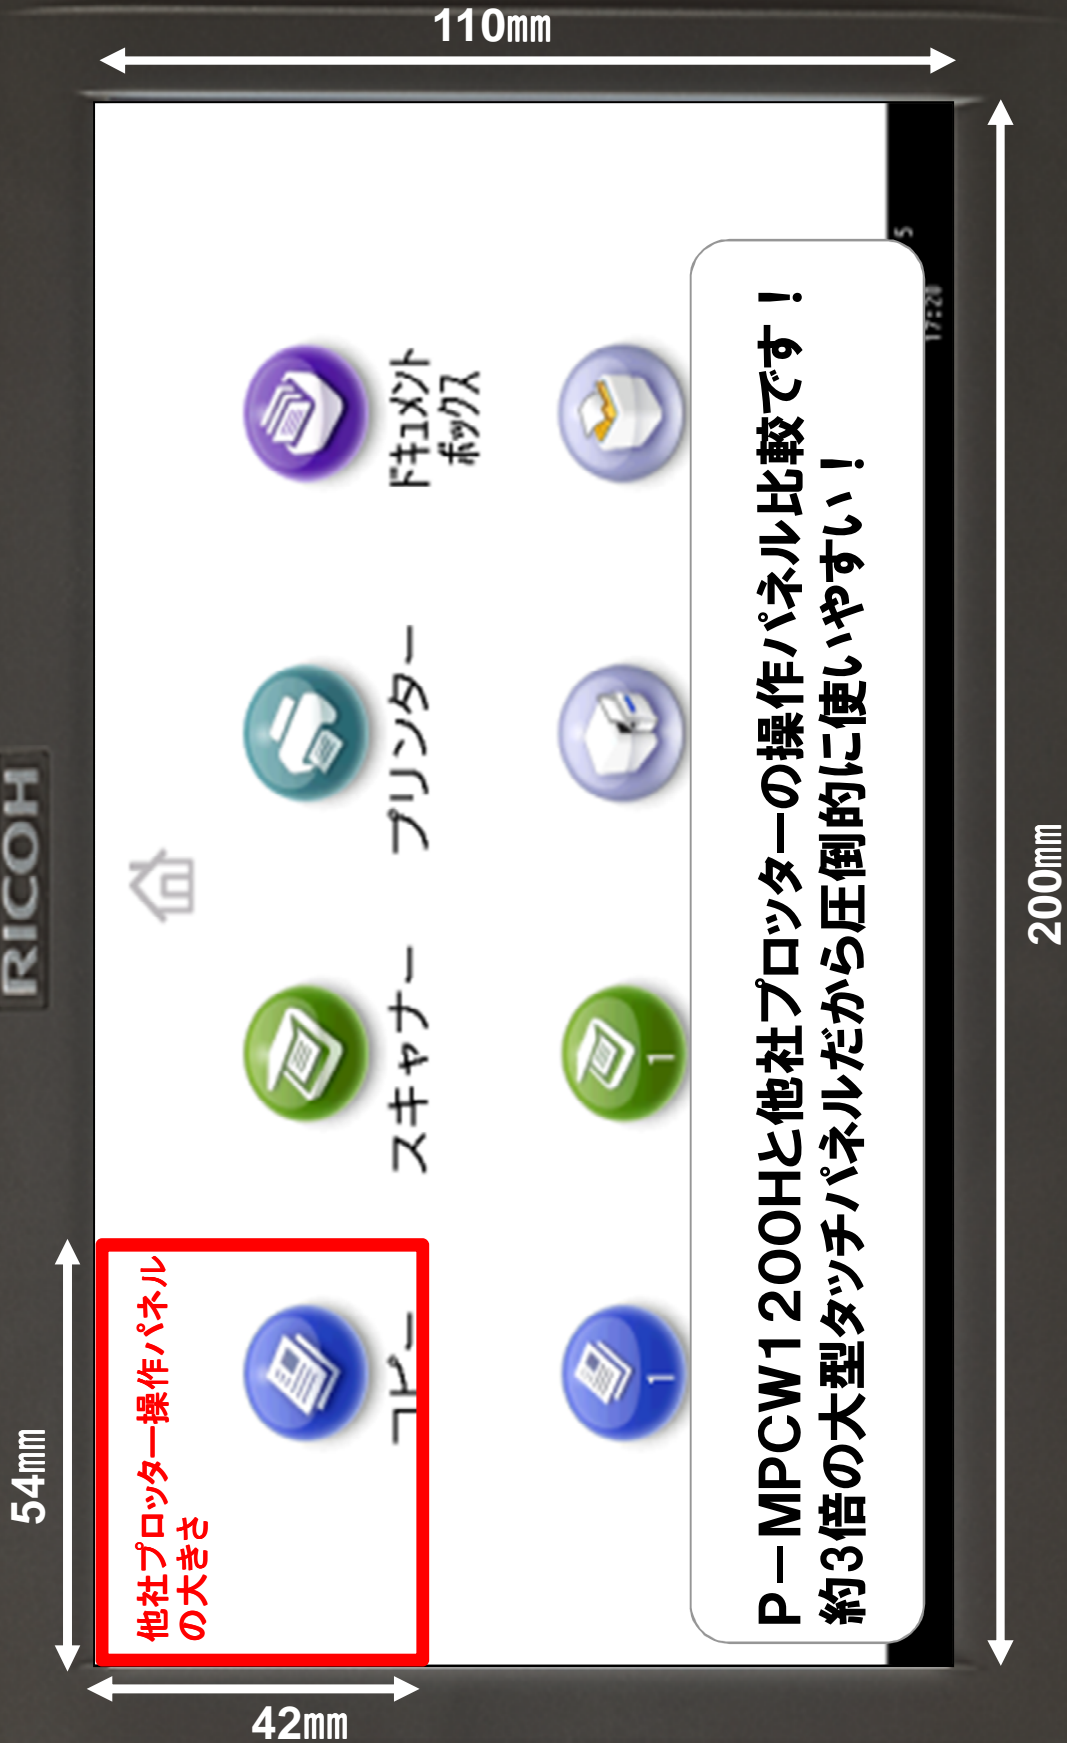 RICOH
110㎜
200㎜
54㎜
42㎜
他社プロッター操作パネル
の大きさ
コピー
スキャナー
プリンター
ドキュメント
ボックス
1
1
P－MPCW1200Hと他社プロッターの操作パネル比較です！
約3倍の大型タッチパネルだから圧倒的に使いやすい！
5
17:20